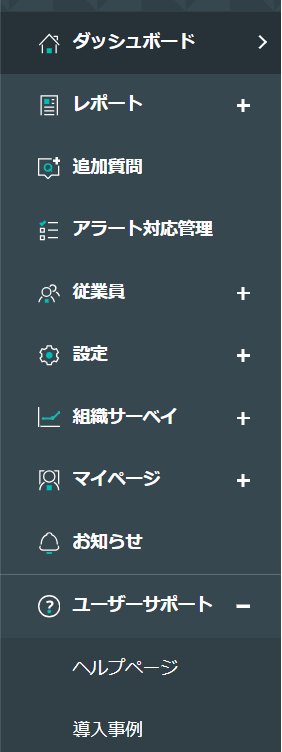 ダッシュボード
レポート
追加質問
アラート対応管理
従業員
設定
組織サーベイ
マイページ
お知らせ
ユーザーサポート
ヘルプページ
導入事例